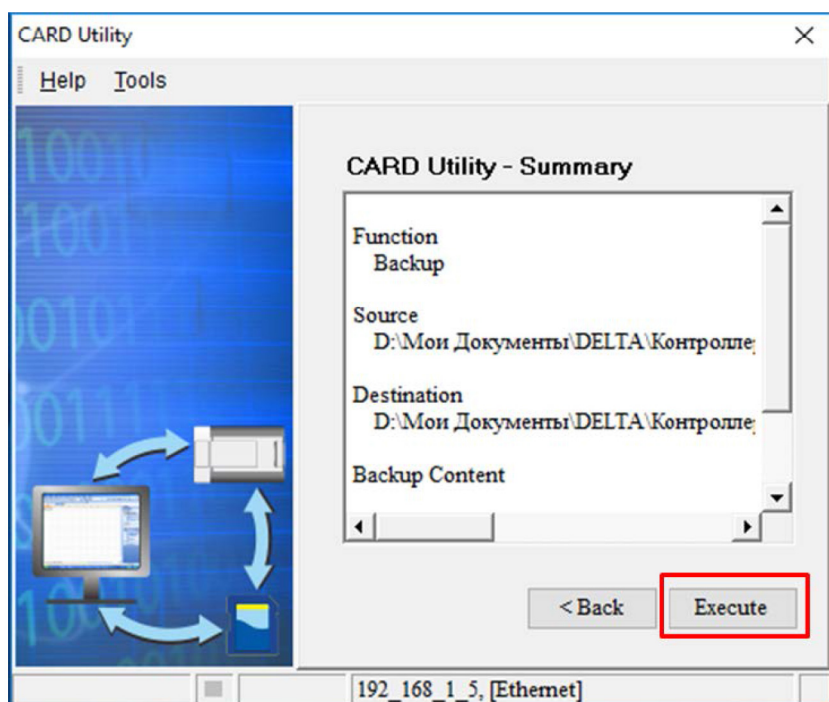 CARD Utility
Help Tools
CARD Utility - Summary
Function
Backup
Source
D:\Мои Документы\DELTA\Контролле
Destination
D:\Мои Документы\DELTA\Контролле
Backup Content
< Back Execute
192_168_1_5, [Ethernet]